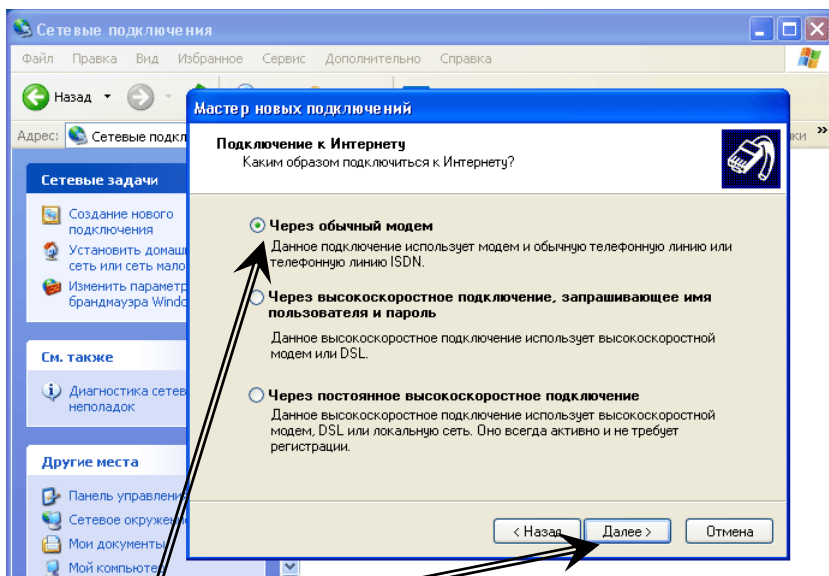 Сетевые подключения
Файл Правка Вид Избранное Сервис Дополнительно Справка
Назад
Адрес: Сетевые подкл
ки »
Сетевые задачи
Создание нового
подключения
Установить домаш
сеть или сеть мало
Изменить параметр
брандмауэра Windo
См. также
Диагностика сетев
неполадок
Другие места
Панель управления
Сетевое окружени
Мои документы
Мой компьютер
Мастер новых подключений
Подключение к Интернету
Каким образом подключиться к Интернету?
Через обычный модем
Данное подключение использует модем и обычную телефонную линию или
телефонную линию ISDN.
Через высокоскоростное подключение, запрашивающее имя
пользователя и пароль
Данное высокоскоростное подключение использует высокоскоростной
модем или DSL.
Через постоянное высокоскоростное подключение
Данное высокоскоростное подключение использует высокоскоростной
модем, DSL или локальную сеть. Оно всегда активно и не требует
регистрации.
< Назад Далее > Отмена